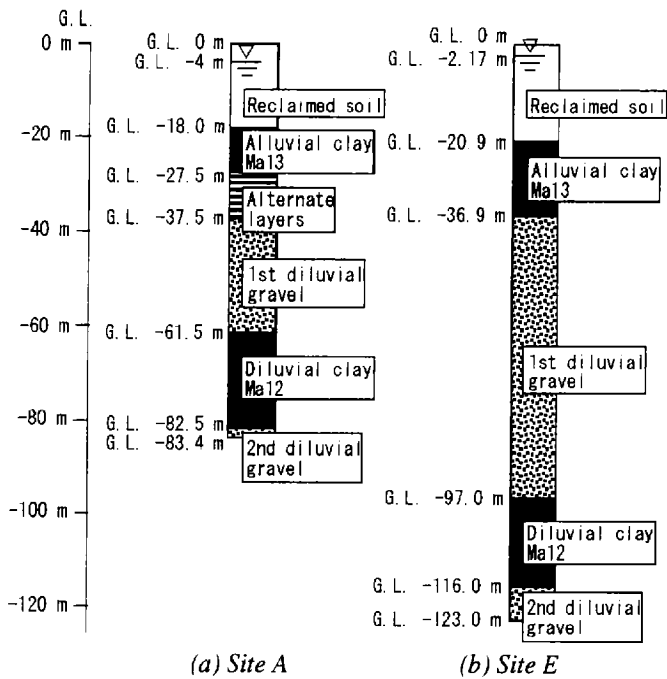 G.L.
0 m
-20 m
-40 m
-60 m
-80 m
-100 m
-120 m
G.L. 0 m
G.L. -4 m
Reclaimed soil
G.L. -18.0 m
Alluvial clay
Ma13
G.L. -27.5 m
Alternate
layers
G.L. -37.5 m
1st diluvial
gravel
G.L. -61.5 m
Diluvial clay
Ma12
G.L. -82.5 m
G.L. -83.4 m
2nd diluvial
gravel
(a) Site A
G.L. 0 m
G.L. -2.17 m
Reclaimed soil
G.L. -20.9 m
Alluvial clay
Ma13
G.L. -36.9 m
1st diluvial
gravel
G.L. -97.0 m
Diluvial clay
Ma12
G.L. -116.0 m
G.L. -123.0 m
2nd diluvial
gravel
(b) Site E